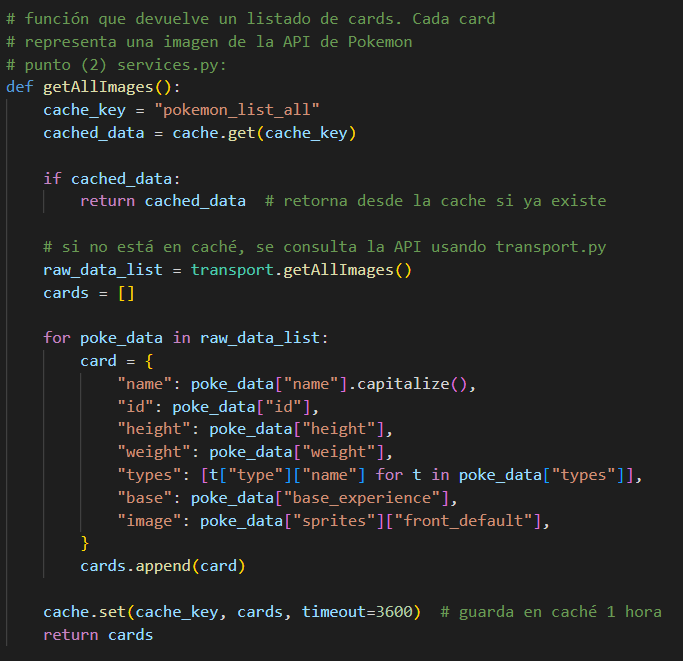 # función que devuelve un listado de cards. Cada card
# representa una imagen de la API de Pokemon
# punto (2) services.py:
def getAllImages():
    cache_key = "pokemon_list_all"
    cached_data = cache.get(cache_key)

    if cached_data:
        return cached_data  # retorna desde la cache si ya existe

    # si no está en caché, se consulta la API usando transport.py
    raw_data_list = transport.getAllImages()
    cards = []

    for poke_data in raw_data_list:
        card = {
            "name": poke_data["name"].capitalize(),
            "id": poke_data["id"],
            "height": poke_data["height"],
            "weight": poke_data["weight"],
            "types": [t["type"]["name"] for t in poke_data["types"]],
            "base": poke_data["base_experience"],
            "image": poke_data["sprites"]["front_default"],
        }
        cards.append(card)

    cache.set(cache_key, cards, timeout=3600)  # guarda en caché 1 hora
    return cards